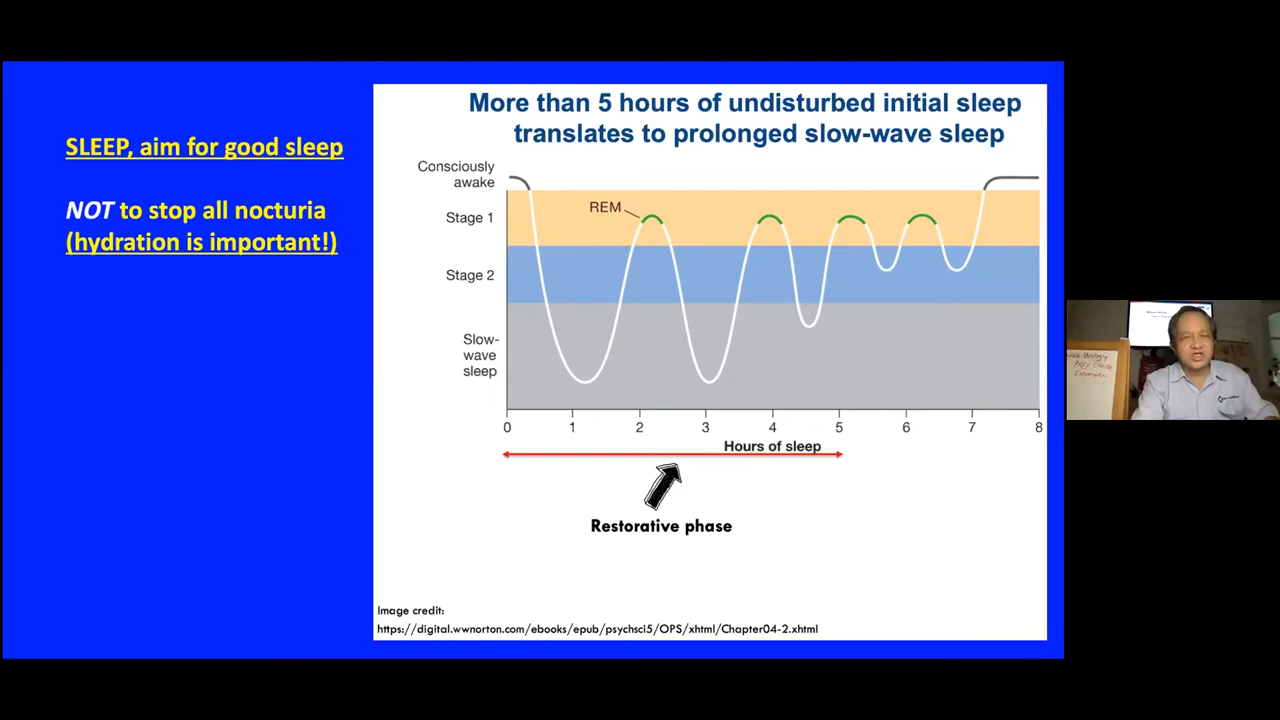 SLEEP, aim for good sleep
NOT to stop all nocturia
(hydration is important!)
More than 5 hours of undisturbed initial sleep
translates to prolonged slow-wave sleep
Consciously
awake
Stage 1
REM
Stage 2
Slow-
wave
sleep
0 1 2 3 4 5 6 7 8
Hours of sleep
Restorative phase
Image credit:
https://digital.wwnorton.com/ebooks/epub/psychsci5/OPS/xhtml/Chapter04-2.xhtml